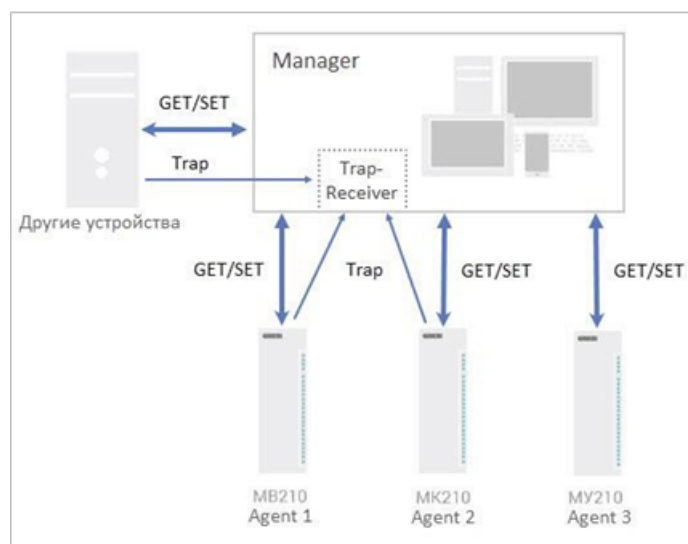 Manager
GET/SET
Trap
Trap-
Receiver
Другие устройства
GET/SET
Trap
GET/SET
GET/SET
МВ210
Agent 1
МК210
Agent 2
МУ210
Agent 3